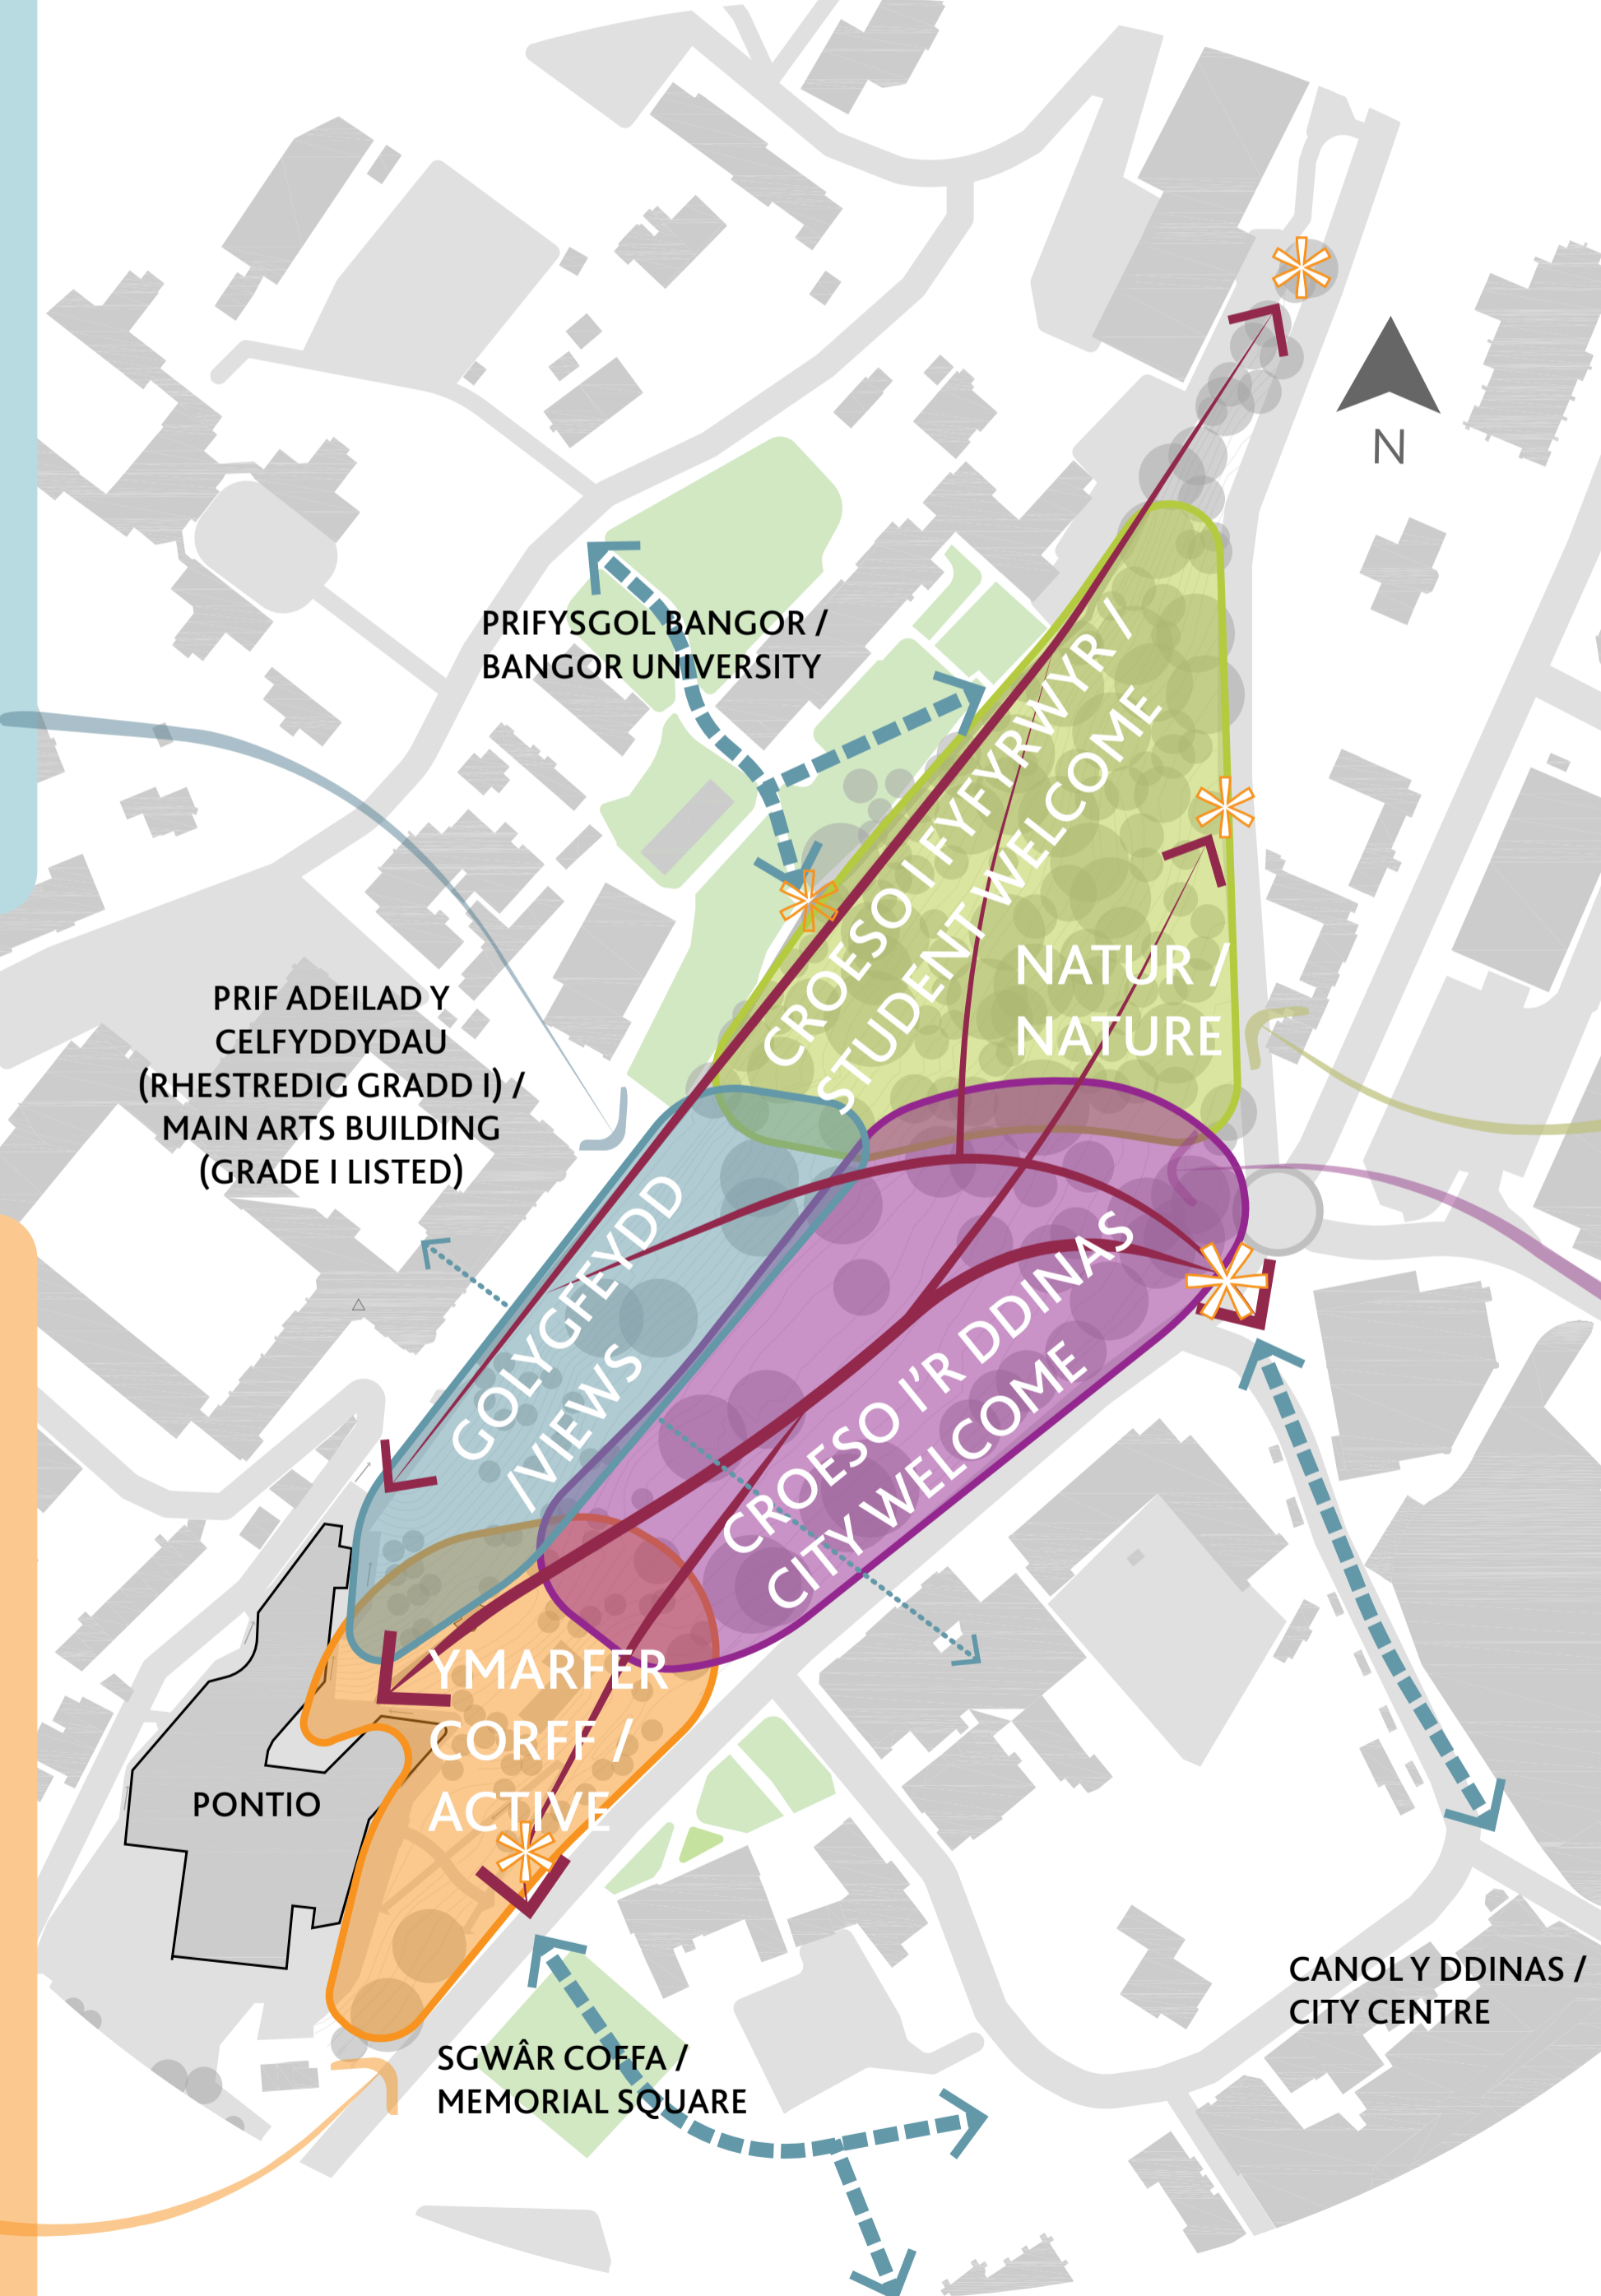 N
PRIFYSGOL BANGOR /
BANGOR UNIVERSITY
CROESO I FYFYRWYR /
STUDENT WELCOME
NATUR /
NATURE
PRIF ADEILAD Y
CELFYDDYDAU
(RHESTREDIG GRADD I) /
MAIN ARTS BUILDING
(GRADE I LISTED)
GOLYGFEYDD
/VIEWS
CROESO I'R DDINAS
CITY WELCOME
YMARFER
CORFF /
ACTIVE
PONTIO
CANOL Y DDINAS /
CITY CENTRE
SGWÂR COFFA /
MEMORIAL SQUARE